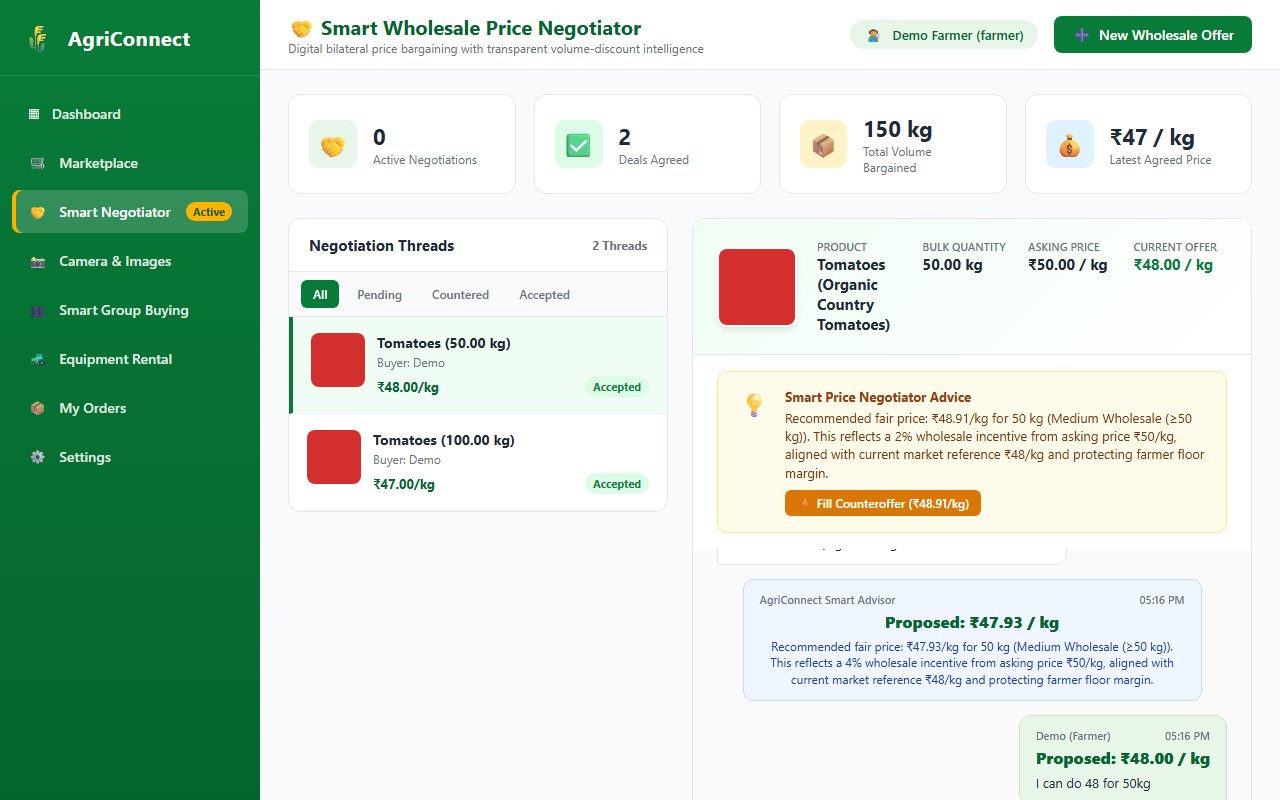 AgriConnect
Dashboard
Marketplace
Smart Negotiator Active
Camera & Images
Smart Group Buying
Equipment Rental
My Orders
Settings
Smart Wholesale Price Negotiator
Digital bilateral price bargaining with transparent volume-discount intelligence
Demo Farmer (farmer)
New Wholesale Offer
0
Active Negotiations
2
Deals Agreed
150 kg
Total Volume
Bargained
₹47 / kg
Latest Agreed Price
Negotiation Threads
2 Threads
All Pending Countered Accepted
Tomatoes (50.00 kg)
Buyer: Demo
₹48.00/kg
Accepted
Tomatoes (100.00 kg)
Buyer: Demo
₹47.00/kg
Accepted
PRODUCT
Tomatoes
(Organic
Country
Tomatoes)
BULK QUANTITY
50.00 kg
ASKING PRICE
₹50.00 / kg
CURRENT OFFER
₹48.00 / kg
Smart Price Negotiator Advice
Recommended fair price: ₹48.91/kg for 50 kg (Medium Wholesale (≥50
kg)). This reflects a 2% wholesale incentive from asking price ₹50/kg,
aligned with current market reference ₹48/kg and protecting farmer floor
margin.
Fill Counteroffer (₹48.91/kg)
AgriConnect Smart Advisor
05:16 PM
Proposed: ₹47.93 / kg
Recommended fair price: ₹47.93/kg for 50 kg (Medium Wholesale (≥50 kg)).
This reflects a 4% wholesale incentive from asking price ₹50/kg, aligned with
current market reference ₹48/kg and protecting farmer floor margin.
Demo (Farmer)
05:16 PM
Proposed: ₹48.00 / kg
I can do 48 for 50kg